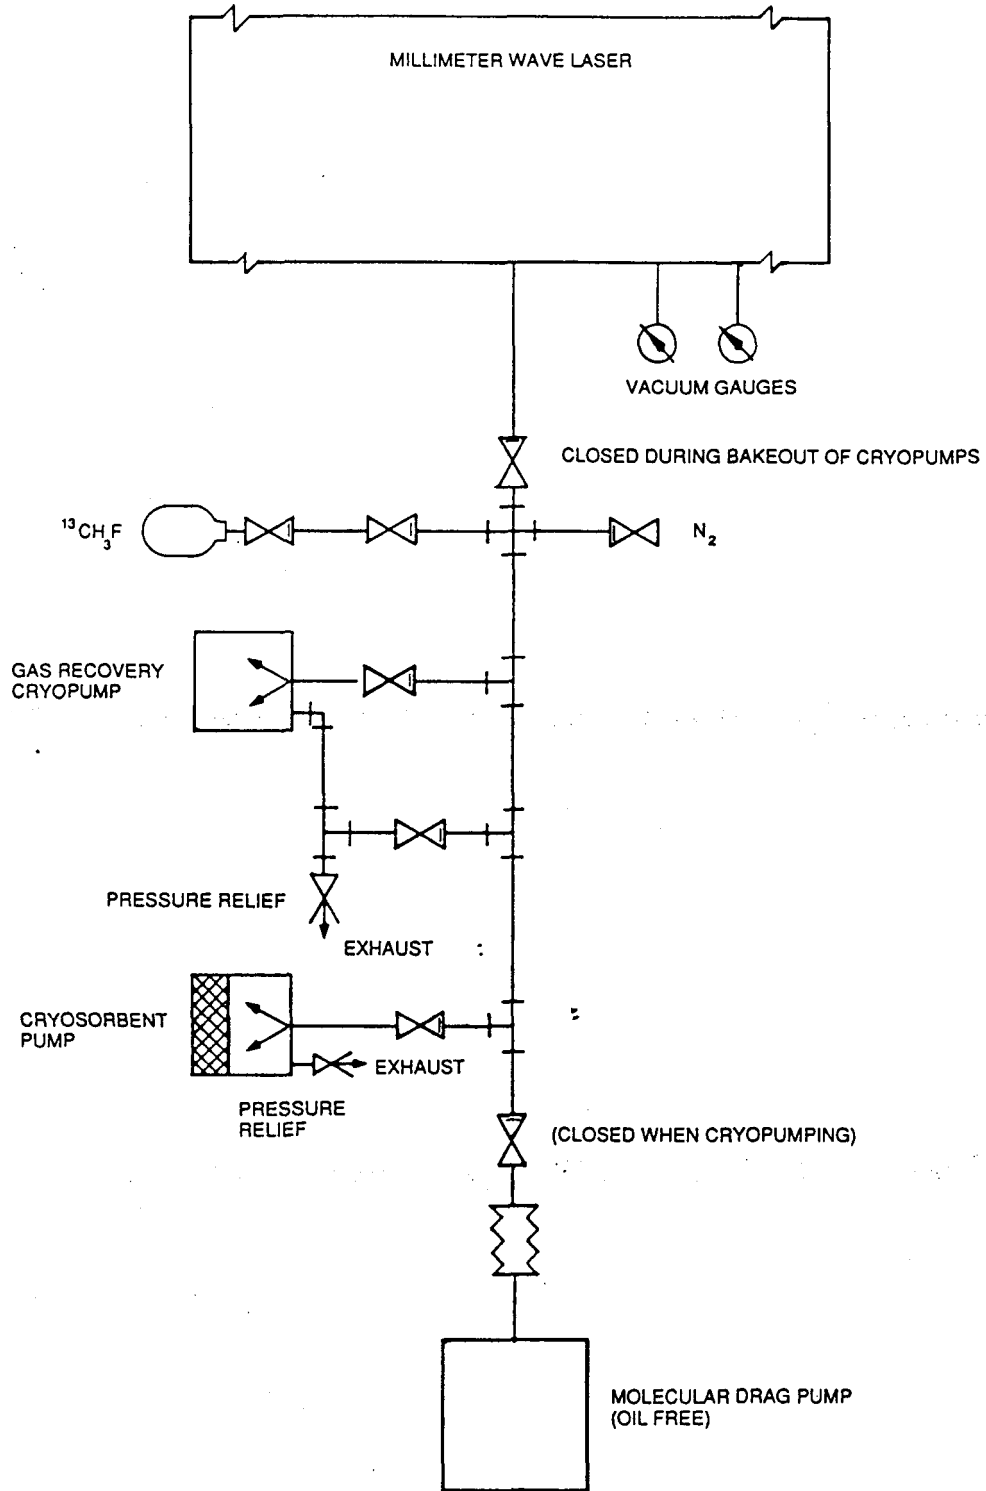 MILLIMETER WAVE LASER
VACUUM GAUGES
CLOSED DURING BAKEOUT OF CRYOPUMPS
¹³CH₃F
N₂
GAS RECOVERY
CRYOPUMP
PRESSURE RELIEF
EXHAUST
CRYOSORBENT
PUMP
EXHAUST
PRESSURE
RELIEF
(CLOSED WHEN CRYOPUMPING)
MOLECULAR DRAG PUMP
(OIL FREE)